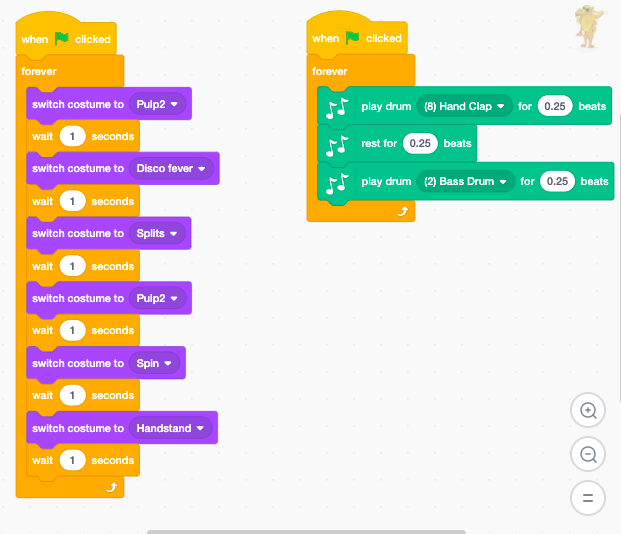 when clicked
forever
switch costume to Pulp2
wait 1 seconds
switch costume to Disco fever
wait 1 seconds
switch costume to Splits
wait 1 seconds
switch costume to Pulp2
wait 1 seconds
switch costume to Spin
wait 1 seconds
switch costume to Handstand
wait 1 seconds
when clicked
forever
play drum (8) Hand Clap for 0.25 beats
rest for 0.25 beats
play drum (2) Bass Drum for 0.25 beats